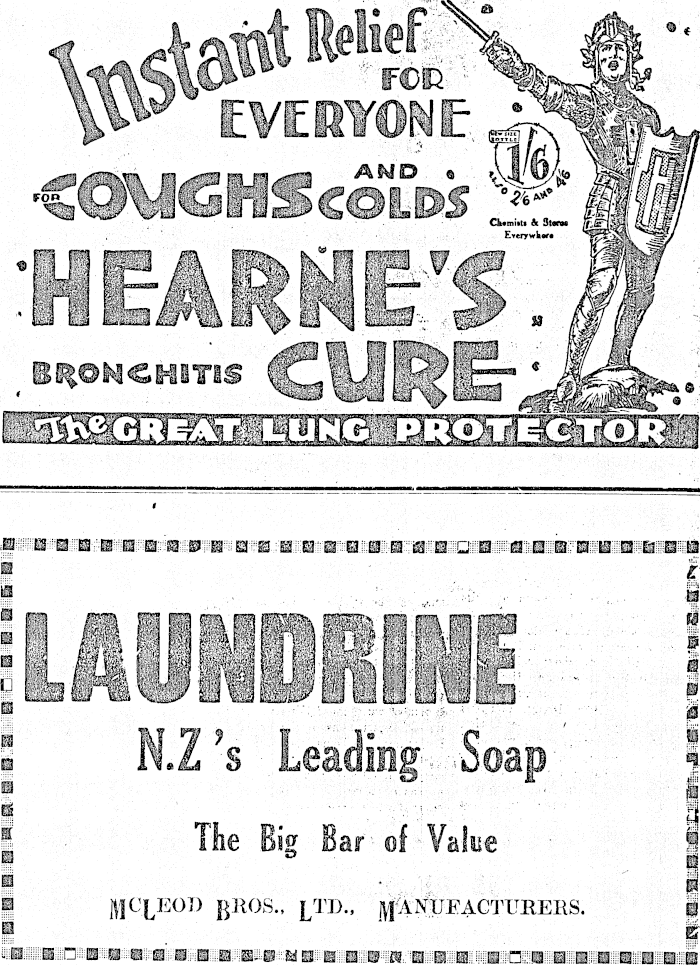 Instant Relief
FOR
EVERYONE
FOR COUGHS AND COLDS
NEW SIZE
BOTTLE
1/6
ALSO 2/6 AND 4/6
Chemists & Stores
Everywhere
HEARNE'S
BRONCHITIS CURE
The GREAT LUNG PROTECTOR
LAUNDRINE
N.Z's Leading Soap
The Big Bar of Value
MCLEOD BROS., LTD., MANUFACTURERS.